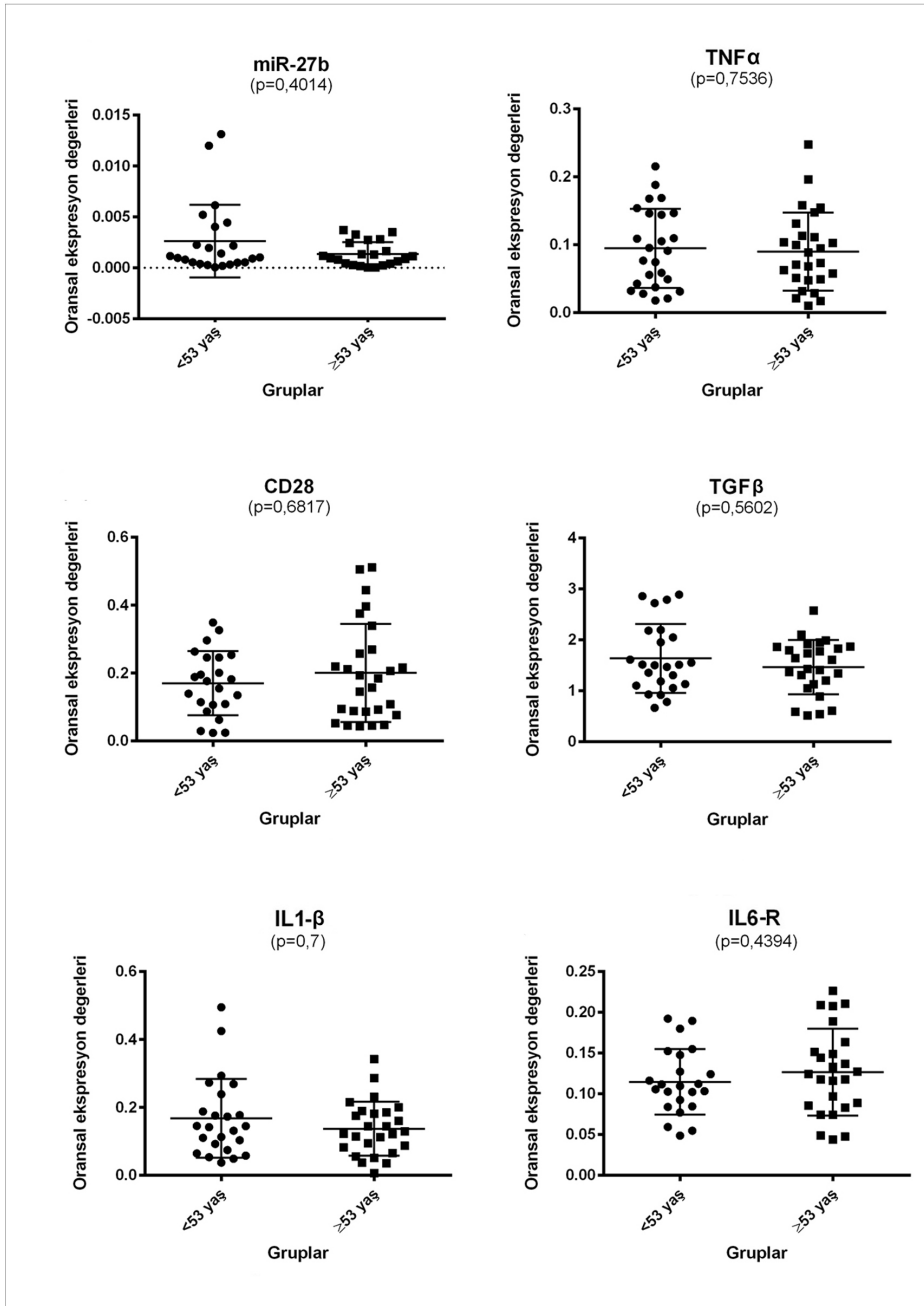 miR-27b
(p=0,4014)
Oransal ekspresyon degerleri
0.015
0.010
0.005
0.000
-0.005
<53 yaş
≥53 yaş
Gruplar
TNFα
(p=0,7536)
Oransal ekspresyon degerleri
0.3
0.2
0.1
0.0
<53 yaş
≥53 yaş
Gruplar
CD28
(p=0,6817)
Oransal ekspresyon degerleri
0.6
0.4
0.2
0.0
<53 yaş
≥53 yaş
Gruplar
TGFβ
(p=0,5602)
Oransal ekspresyon degerleri
4
3
2
1
0
<53 yaş
≥53 yaş
Gruplar
IL1-β
(p=0,7)
Oransal ekspresyon degerleri
0.6
0.4
0.2
0.0
<53 yaş
≥53 yaş
Gruplar
IL6-R
(p=0,4394)
Oransal ekspresyon degerleri
0.25
0.20
0.15
0.10
0.05
0.00
<53 yaş
≥53 yaş
Gruplar